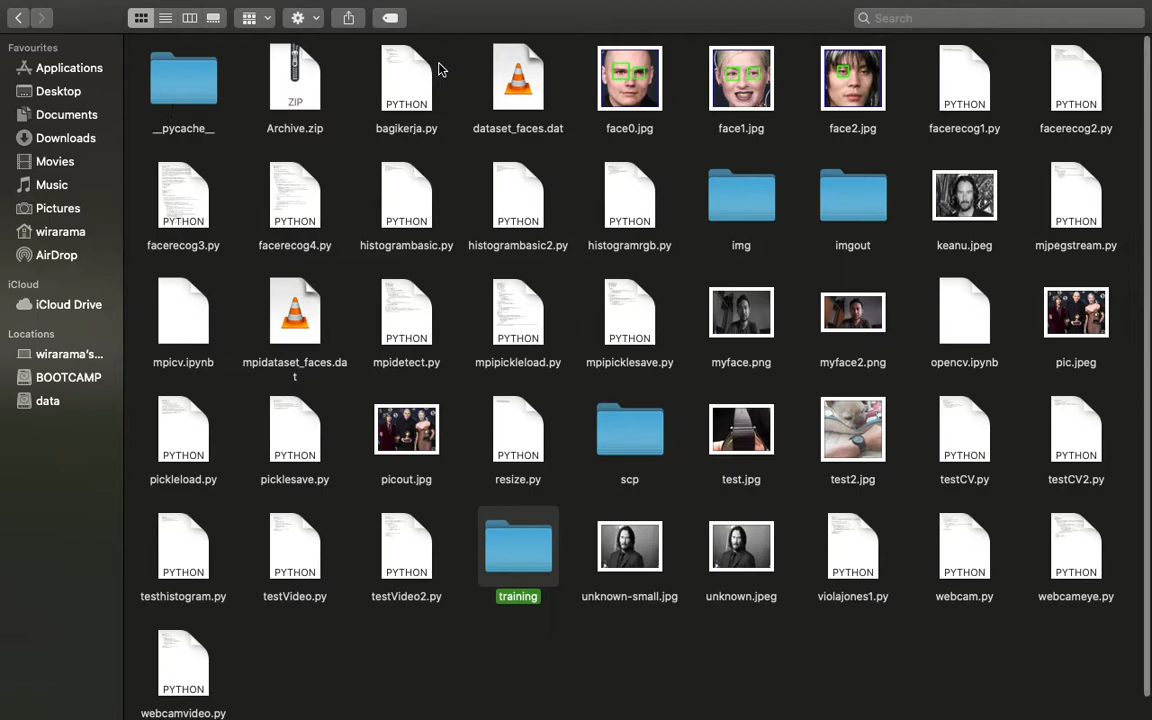 Search
Favourites
Applications
Desktop
Documents
Downloads
Movies
Music
Pictures
wirarama
AirDrop
iCloud
iCloud Drive
Locations
wirarama's...
BOOTCAMP
data
ZIP
PYTHON
PYTHON
PYTHON
__pycache__
Archive.zip
bagikerja.py
dataset_faces.dat
face0.jpg
face1.jpg
face2.jpg
facerecog1.py
facerecog2.py
PYTHON
PYTHON
PYTHON
PYTHON
PYTHON
PYTHON
facerecog3.py
facerecog4.py
histogrambasic.py
histogrambasic2.py
histogramrgb.py
img
imgout
keanu.jpeg
mjpegstream.py
PYTHON
PYTHON
PYTHON
mpicv.ipynb
mpidataset_faces.da
t
mpidetect.py
mpipickleload.py
mpipicklesave.py
myface.png
myface2.png
opencv.ipynb
pic.jpeg
PYTHON
PYTHON
PYTHON
PYTHON
PYTHON
pickleload.py
picklesave.py
picout.jpg
resize.py
scp
test.jpg
test2.jpg
testCV.py
testCV2.py
PYTHON
PYTHON
PYTHON
PYTHON
PYTHON
PYTHON
testhistogram.py
testVideo.py
testVideo2.py
training
unknown-small.jpg
unknown.jpeg
violajones1.py
webcam.py
webcameye.py
PYTHON
webcamvideo.py